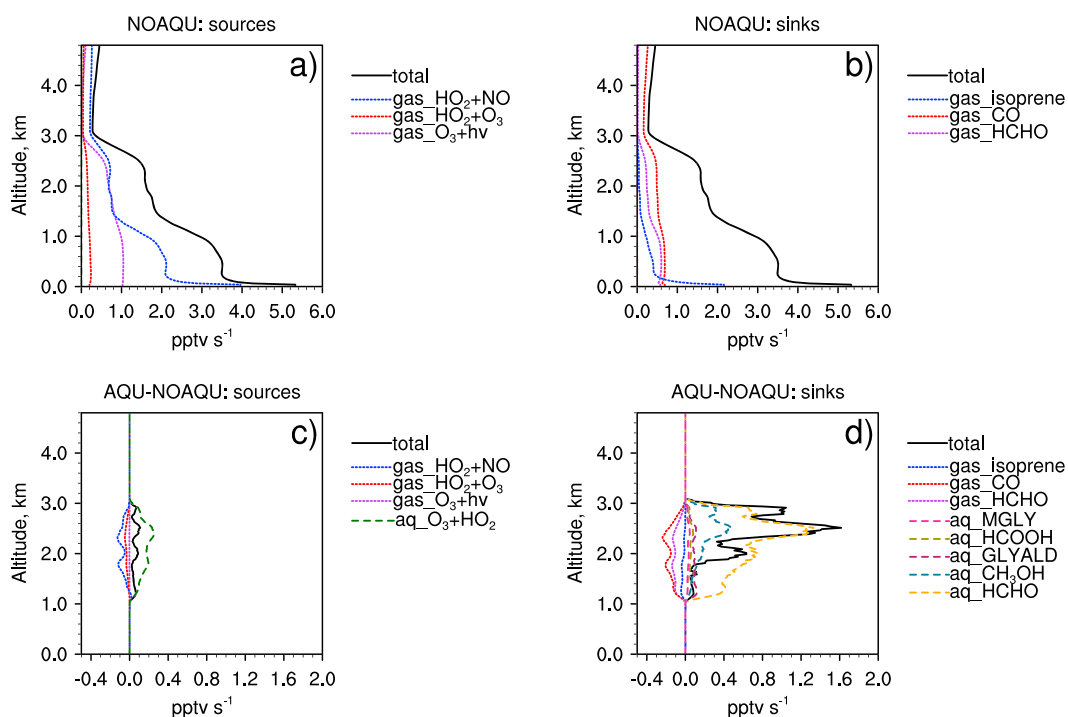 NOAQU: sources
NOAQU: sinks
a)
b)
total
gas_HO₂+NO
gas_HO₂+O₃
gas_O₃+hv
total
gas_isoprene
gas_CO
gas_HCHO
Altitude, km
4.0
3.0
2.0
1.0
0.0
Altitude, km
4.0
3.0
2.0
1.0
0.0
0.0 1.0 2.0 3.0 4.0 5.0 6.0
0.0 1.0 2.0 3.0 4.0 5.0 6.0
pptv s⁻¹
pptv s⁻¹
AQU-NOAQU: sources
AQU-NOAQU: sinks
c)
d)
total
gas_HO₂+NO
gas_HO₂+O₃
gas_O₃+hv
aq_O₃+HO₂
total
gas_isoprene
gas_CO
gas_HCHO
aq_MGLY
aq_HCOOH
aq_GLYALD
aq_CH₃OH
aq_HCHO
Altitude, km
4.0
3.0
2.0
1.0
0.0
Altitude, km
4.0
3.0
2.0
1.0
0.0
-0.4 0.0 0.4 0.8 1.2 1.6 2.0
-0.4 0.0 0.4 0.8 1.2 1.6 2.0
pptv s⁻¹
pptv s⁻¹